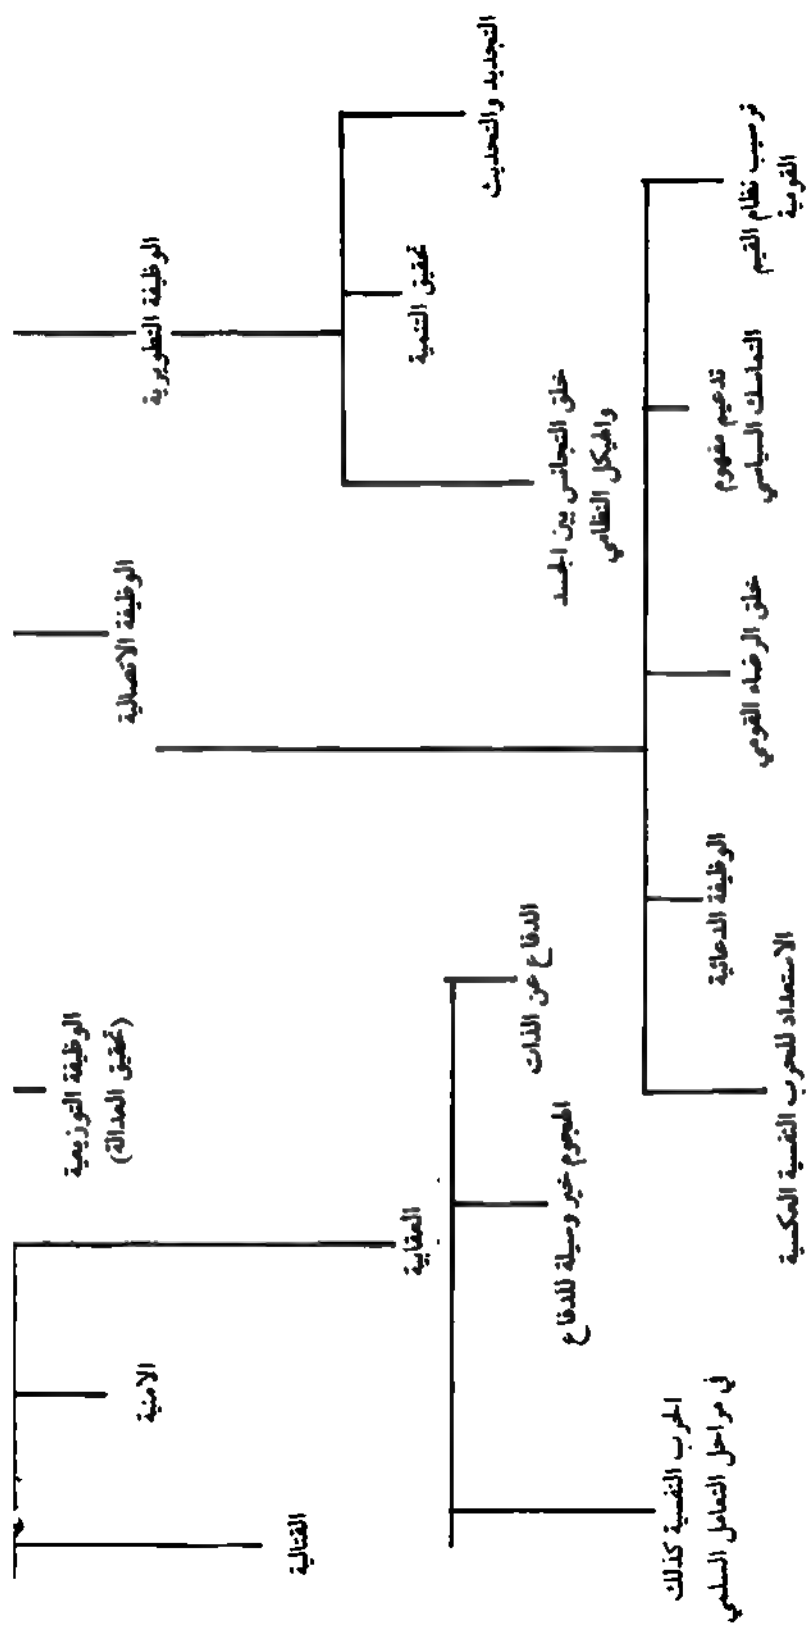 الوظيفة التطويرية
الوظيفة الاتصالية
الوظيفة التوزيعية
(تحقيق العدالة)
الامنية
القتالية
العقابية
التجديد والتحديث
تحقيق التنمية
خلق التجانس بين الجسد
والهيكل النظامي
الدفاع عن الذات
الهجوم خير وسيلة للدفاع
الحرب النفسية كذلك
في مراحل التعامل السلمي
ترسيب نظام القيم
القومية
تدعيم مفهوم
التماسك السياسي
خلق الرضاء القومي
الوظيفة الدعائية
الاستعداد للحرب النفسية العكسية